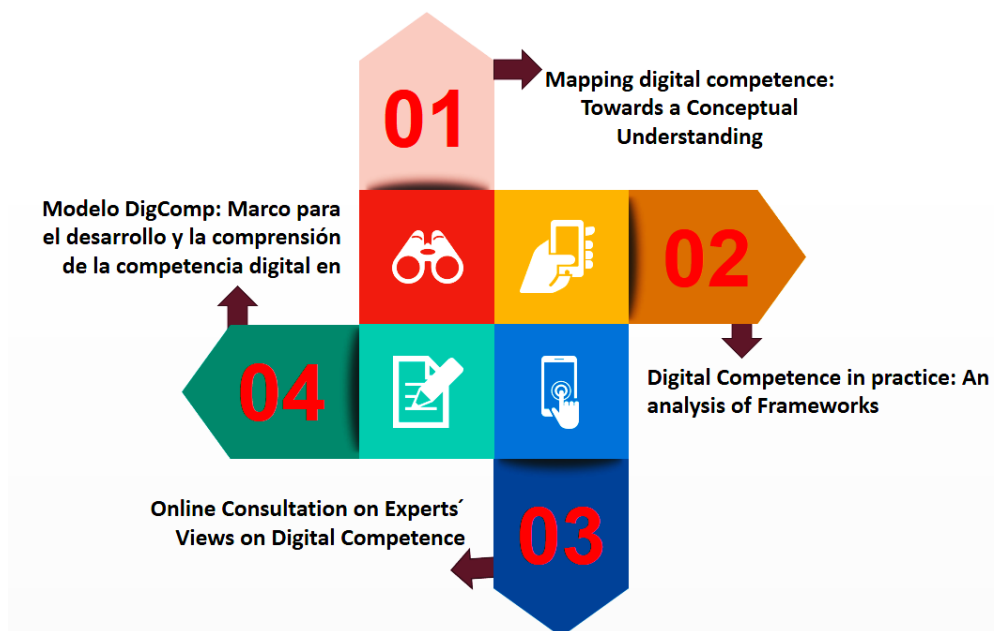 01
Mapping digital competence:
Towards a Conceptual
Understanding
02
Digital Competence in practice: An
analysis of Frameworks
03
Online Consultation on Experts´
Views on Digital Competence
04
Modelo DigComp: Marco para
el desarrollo y la comprensión
de la competencia digital en